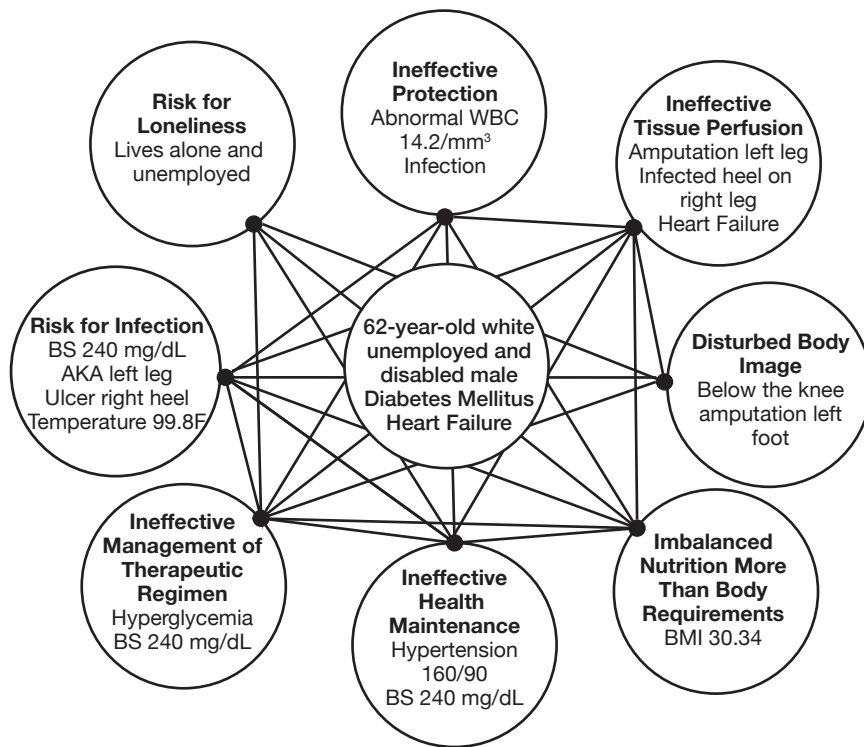 Ineffective
Protection
Abnormal WBC
14.2/mm³
Infection
Risk for
Loneliness
Lives alone and
unemployed
Ineffective
Tissue Perfusion
Amputation left leg
Infected heel on
right leg
Heart Failure
Risk for Infection
BS 240 mg/dL
AKA left leg
Ulcer right heel
Temperature 99.8F
62-year-old white
unemployed and
disabled male
Diabetes Mellitus
Heart Failure
Disturbed Body
Image
Below the knee
amputation left
foot
Ineffective
Management of
Therapeutic
Regimen
Hyperglycemia
BS 240 mg/dL
Ineffective
Health
Maintenance
Hypertension
160/90
BS 240 mg/dL
Imbalanced
Nutrition More
Than Body
Requirements
BMI 30.34